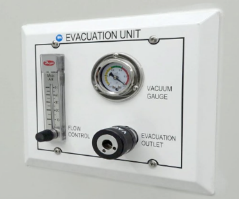 EVACUATION UNIT
VACUUM
GAUGE
FLOW
CONTROL
EVACUATION
OUTLET